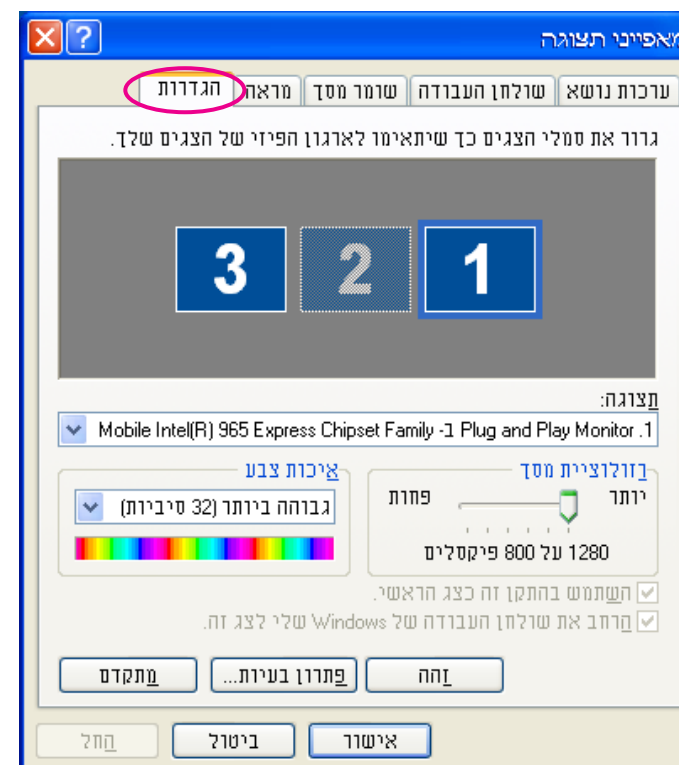 מאפייני תצוגה
ערכות נושא שולחן העבודה שומר מסך מראה הגדרות
גרור את סמלי הצגים כך שיתאימו לארגון הפיזי של הצגים שלך.
1 2 3
תצוגה:
1. Plug and Play Monitor ב- Mobile Intel(R) 965 Express Chipset Family
רזולוציית מסך
יותר פחות
1280 על 800 פיקסלים
איכות צבע
גבוהה ביותר (32 סיביות)
השתמש בהתקן זה כצג הראשי.
הרחב את שולחן העבודה של Windows שלי לצג זה.
זהה פתרון בעיות... מתקדם
אישור ביטול החל